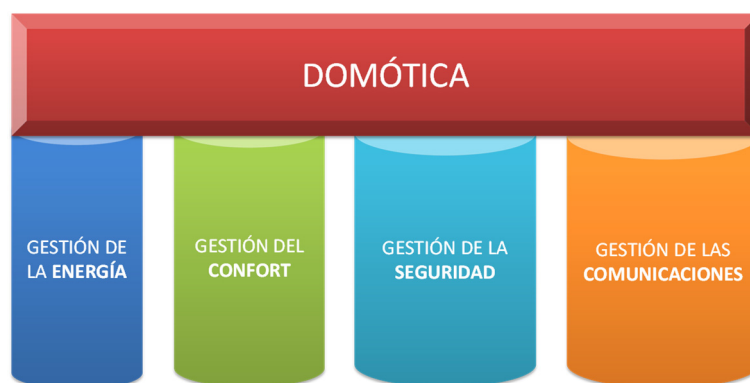 DOMÓTICA
GESTIÓN DE
LA ENERGÍA
GESTIÓN DEL
CONFORT
GESTIÓN DE LA
SEGURIDAD
GESTIÓN DE LAS
COMUNICACIONES